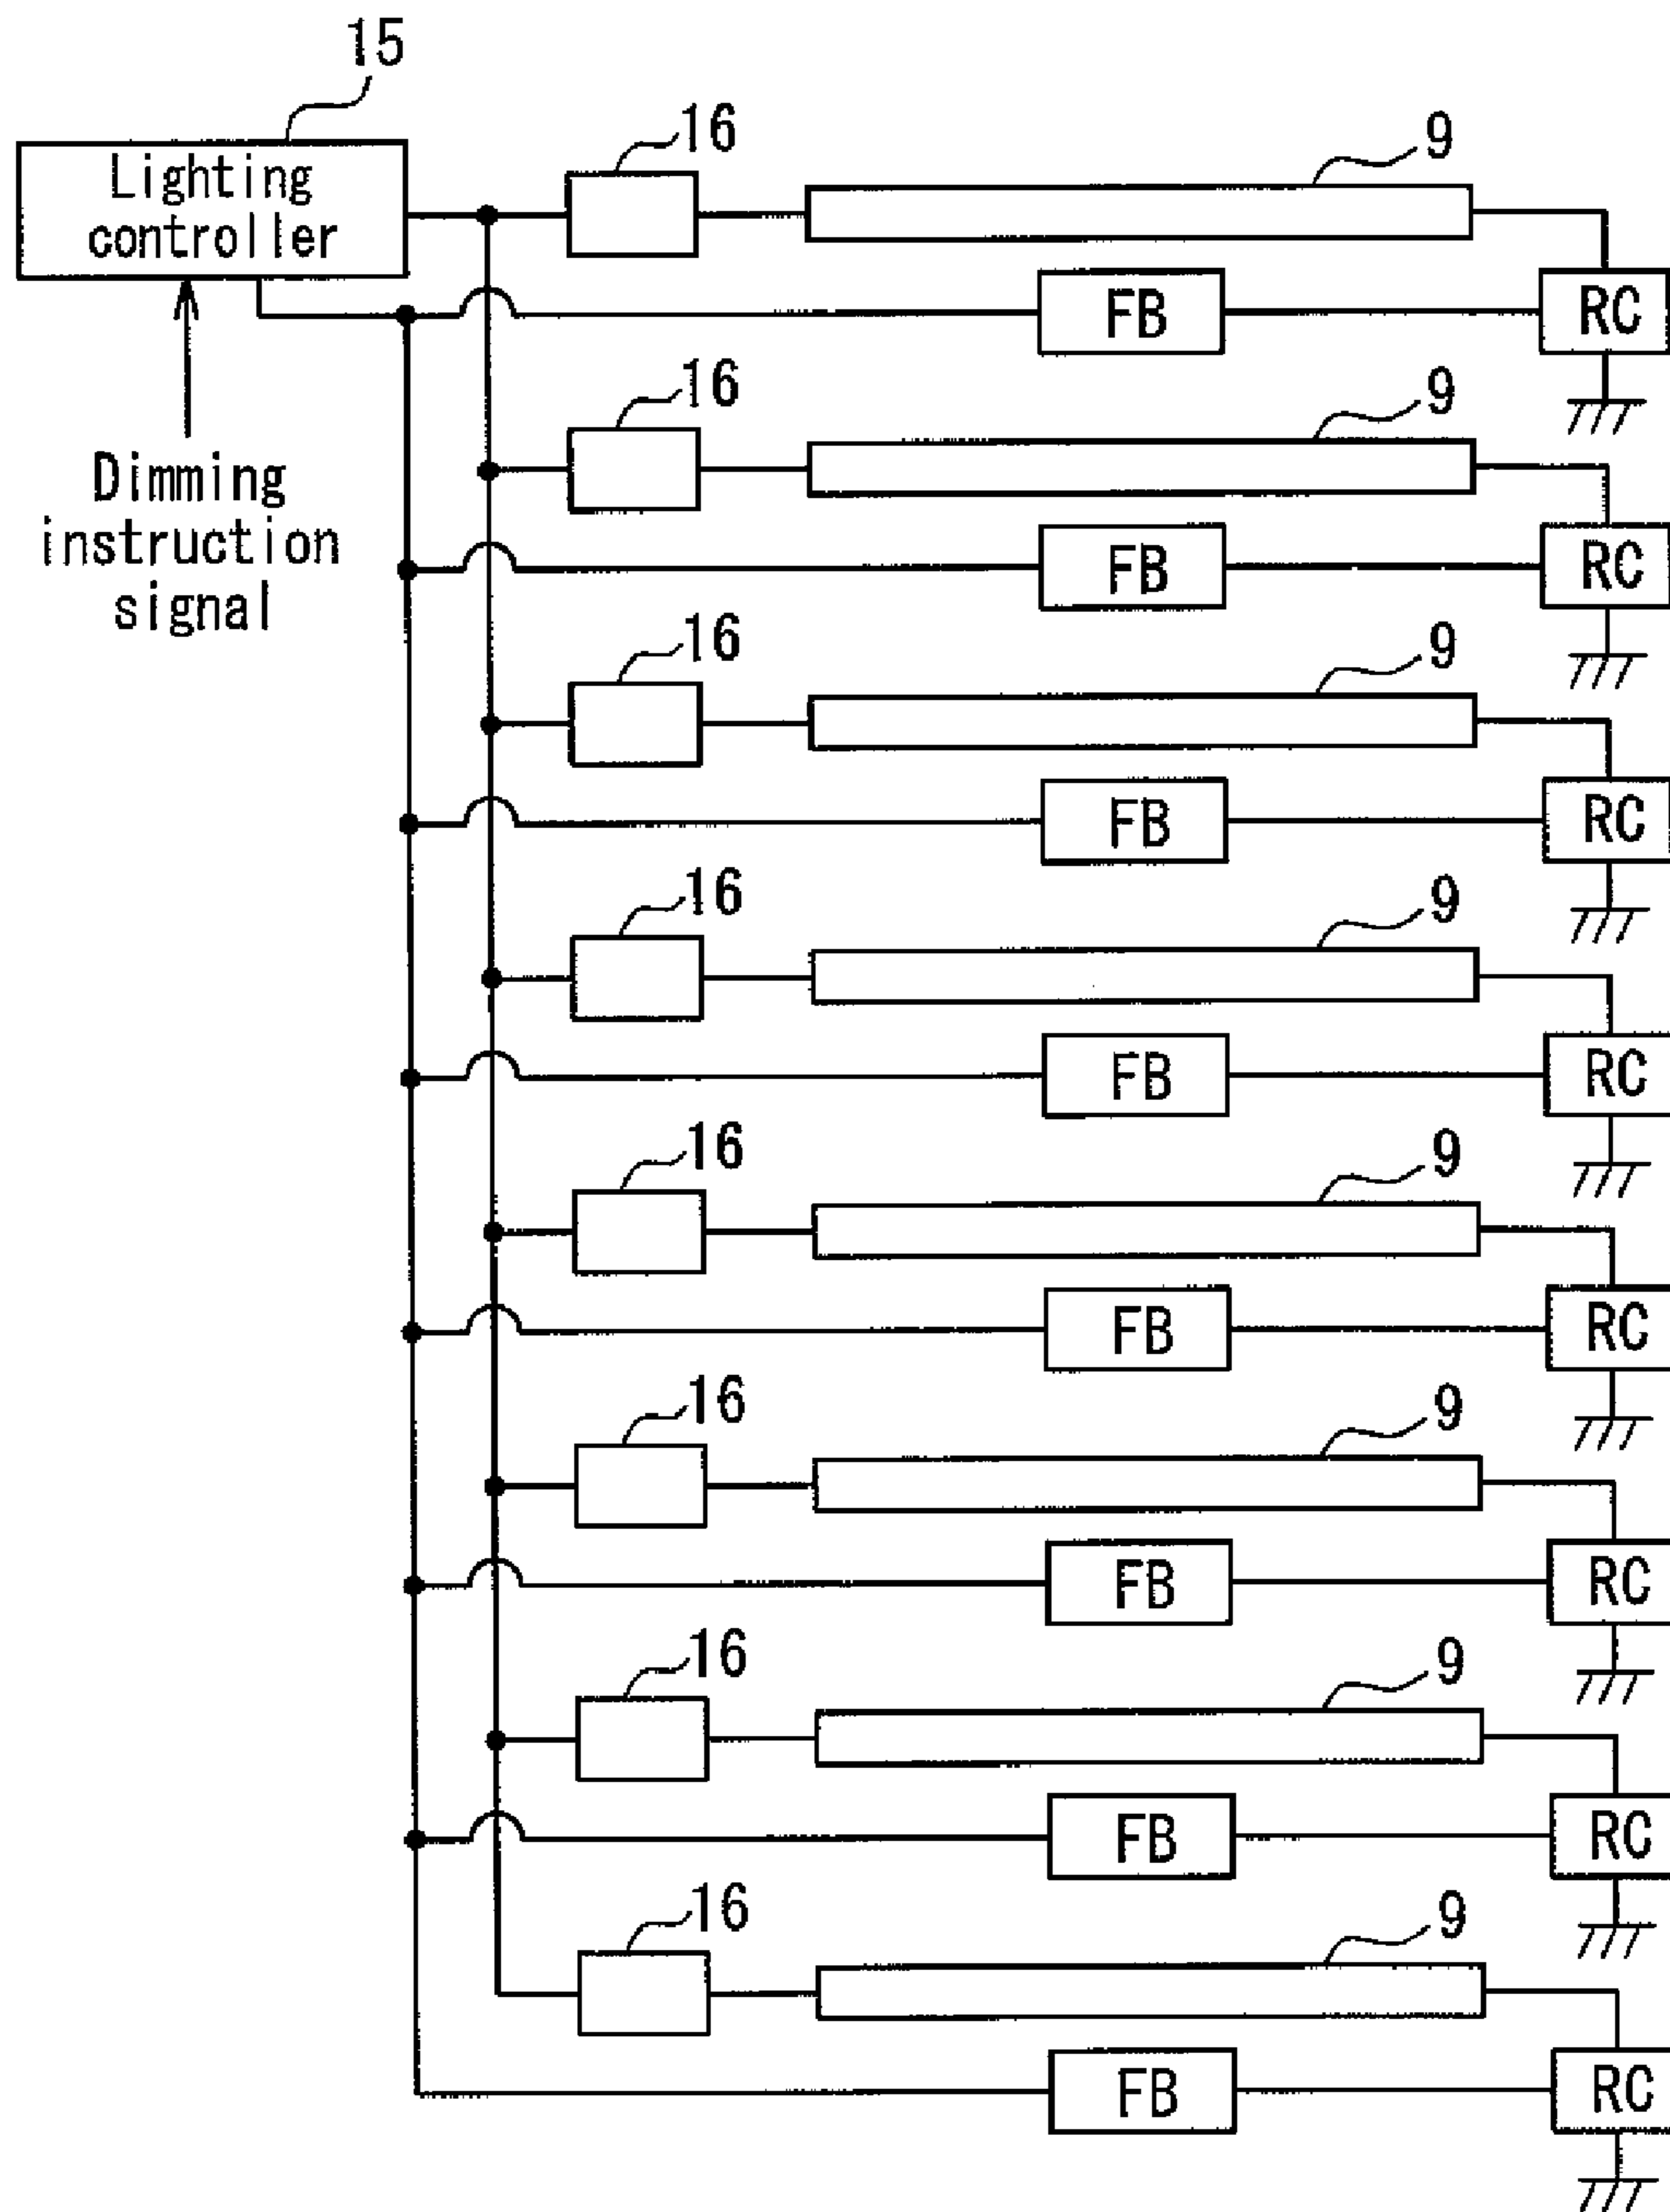 15
16
9
Lighting
controller
FB
RC
16
9
Dimming
instruction
signal
FB
RC
16
9
FB
RC
16
9
FB
RC
16
9
FB
RC
16
9
FB
RC
16
9
FB
RC
16
9
FB
RC